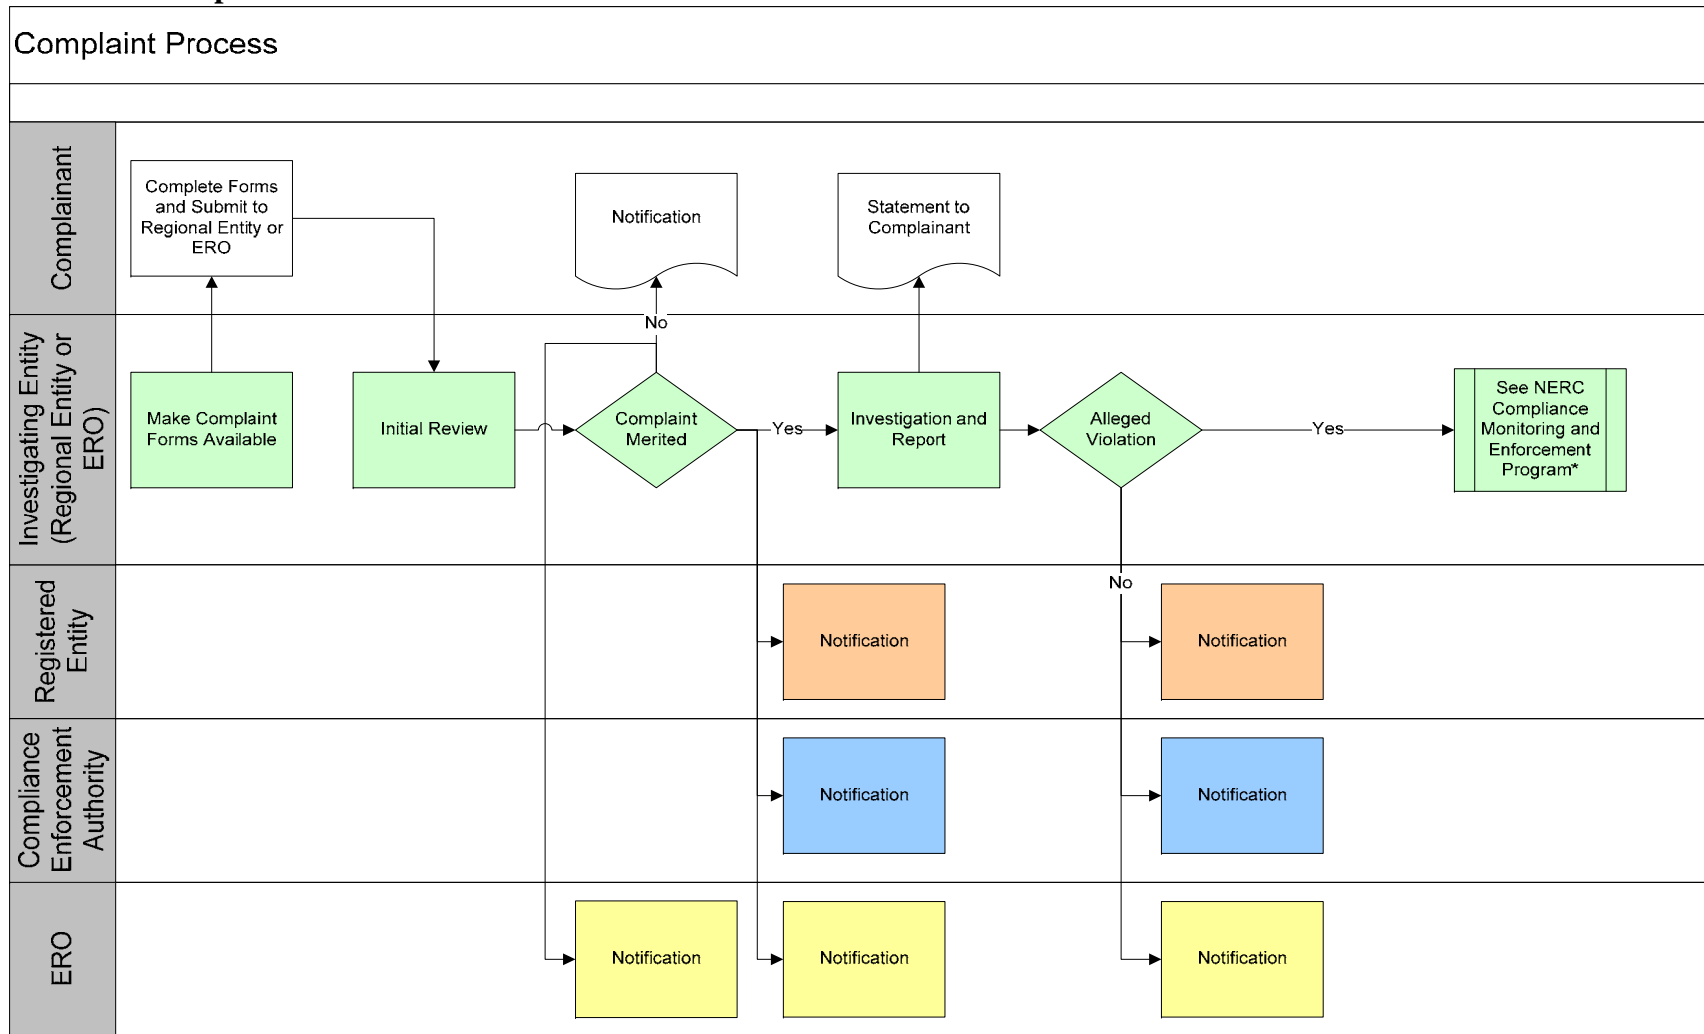 Complaint Process
Complainant
Complete Forms
and Submit to
Regional Entity or
ERO
Notification
Statement to
Complainant
Investigating Entity
(Regional Entity or
ERO)
No
Make Complaint
Forms Available
Initial Review
Complaint
Merited
Yes
Investigation and
Report
Alleged
Violation
Yes
See NERC
Compliance
Monitoring and
Enforcement
Program*
Registered
Entity
No
Notification
Notification
Compliance
Enforcement
Authority
Notification
Notification
ERO
Notification
Notification
Notification